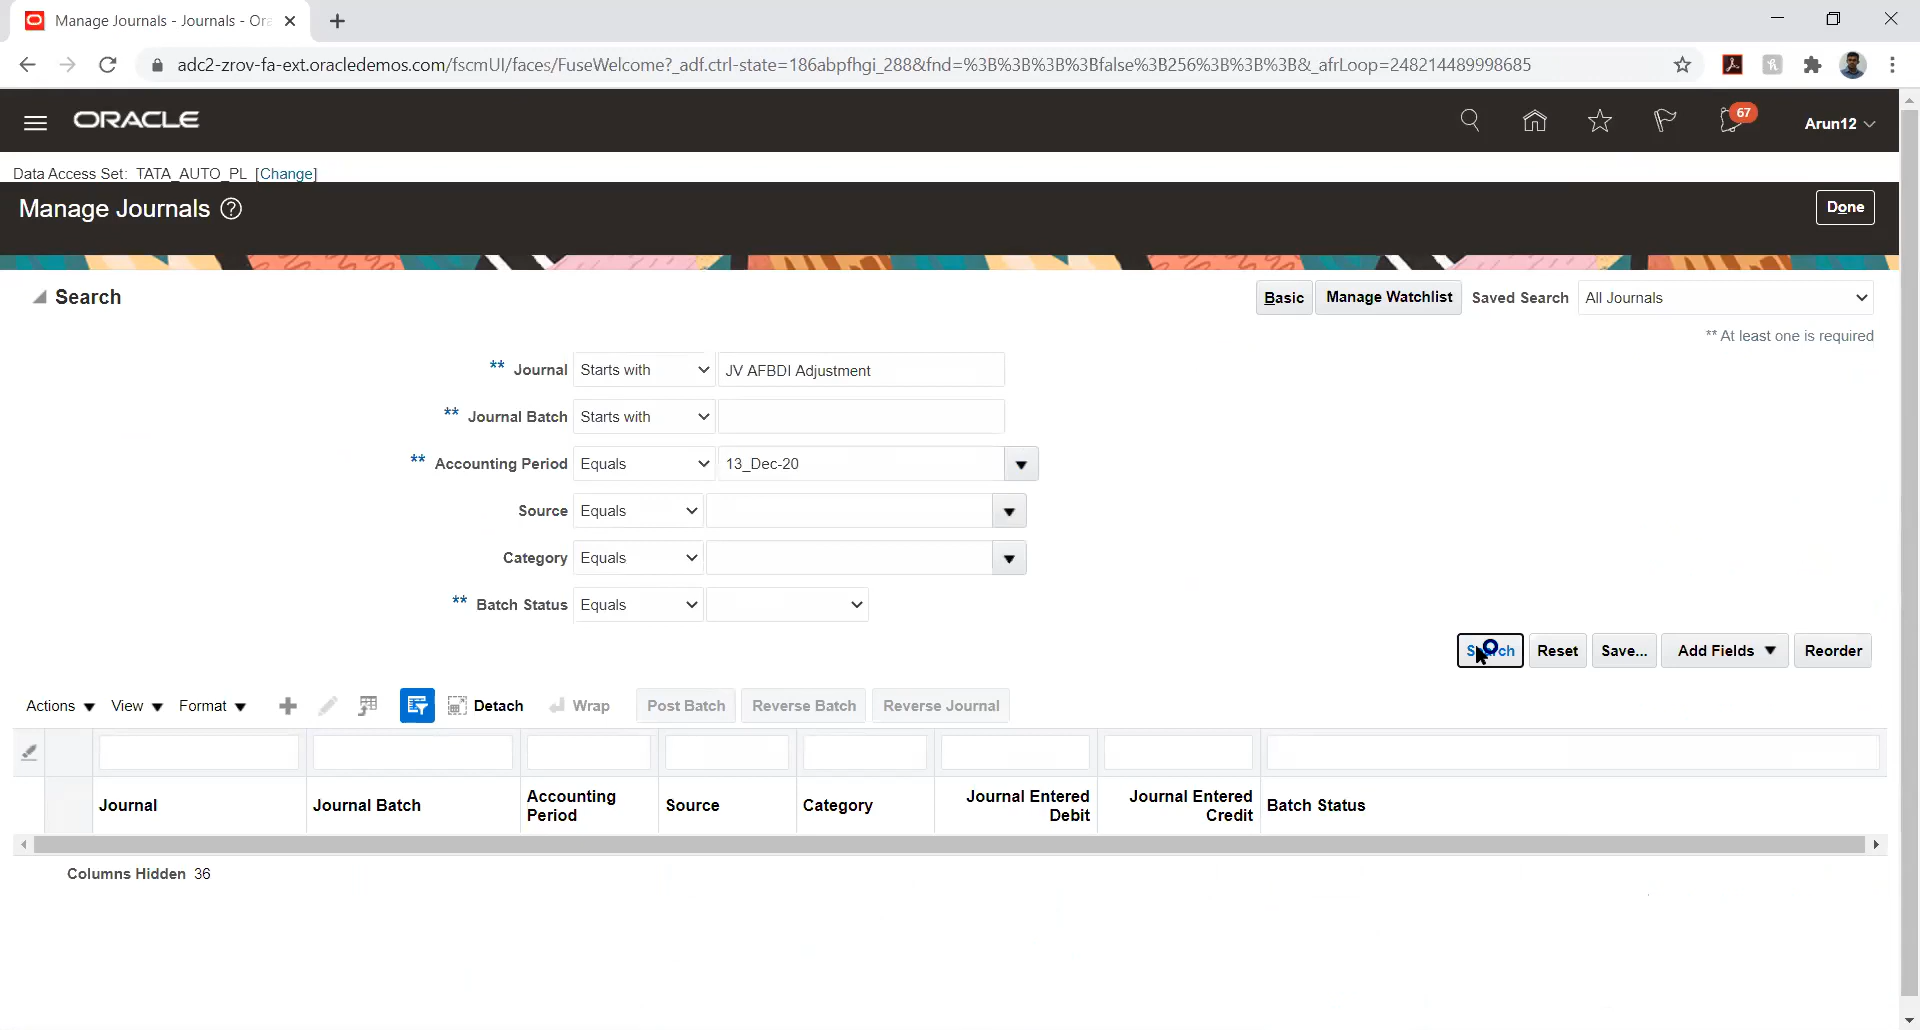 Manage Journals - Journals - Ora
adc2-zrov-fa-ext.oracledemos.com/fscmUI/faces/FuseWelcome?_adf.ctrl-state=186abpfhgi_288&fnd=%3B%3B%3B%3Bfalse%3B256%3B%3B%3B&_afrLoop=248214489998685
ORACLE
67
Arun12
Data Access Set: TATA_AUTO_PL [Change]
Manage Journals ?
Done
Search
Basic Manage Watchlist Saved Search All Journals
** At least one is required
** Journal Starts with JV AFBDI Adjustment
** Journal Batch Starts with
** Accounting Period Equals 13_Dec-20
Source Equals
Category Equals
** Batch Status Equals
Search Reset Save... Add Fields Reorder
Actions View Format Detach Wrap Post Batch Reverse Batch Reverse Journal
Journal Journal Batch Accounting Period Source Category Journal Entered Debit Journal Entered Credit Batch Status
Columns Hidden 36